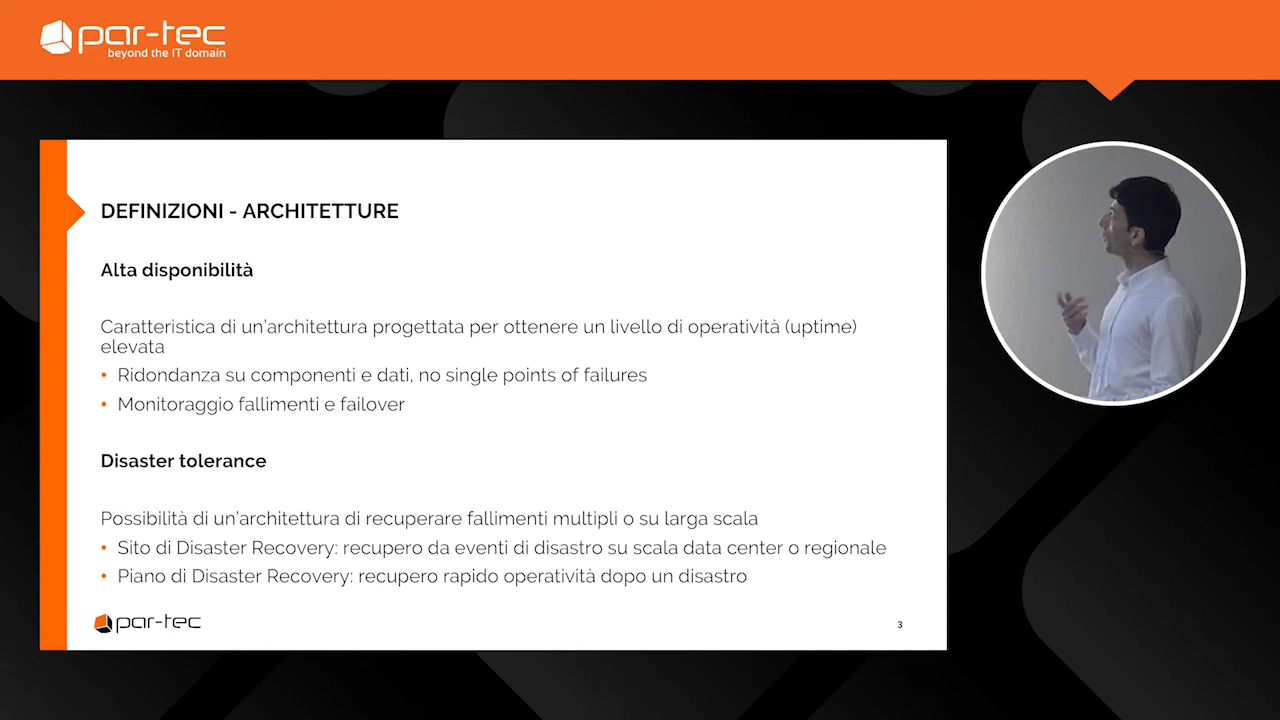 par-tec
beyond the IT domain
DEFINIZIONI - ARCHITETTURE
Alta disponibilità
Caratteristica di un'architettura progettata per ottenere un livello di operatività (uptime)
elevata
• Ridondanza su componenti e dati, no single points of failures
• Monitoraggio fallimenti e failover
Disaster tolerance
Possibilità di un'architettura di recuperare fallimenti multipli o su larga scala
• Sito di Disaster Recovery: recupero da eventi di disastro su scala data center o regionale
• Piano di Disaster Recovery: recupero rapido operatività dopo un disastro
par-tec
3